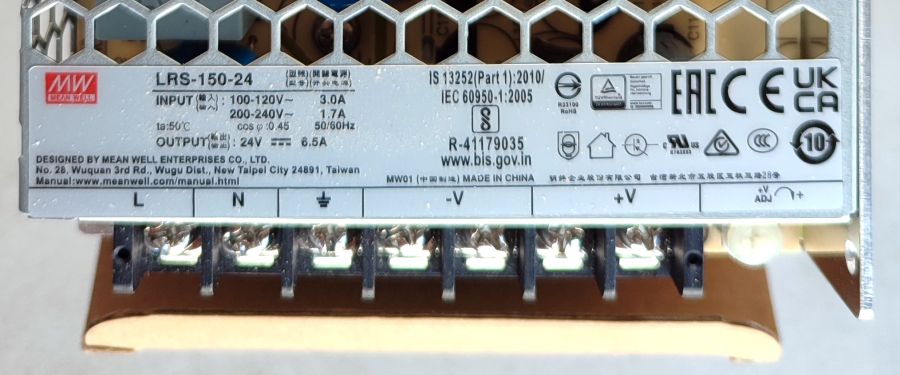 MW
MEAN WELL
LRS-150-24
INPUT : 100-120V~ 3.0A
200-240V~ 1.7A
ta:50℃ cos φ:0.45 50/60Hz
OUTPUT : 24V ⎓ 6.5A
DESIGNED BY MEAN WELL ENTERPRISES CO., LTD.
No. 28, Wuquan 3rd Rd., Wugu Dist., New Taipei City 24891, Taiwan
Manual:www.meanwell.com/manual.html
IS 13252(Part 1):2010/
IEC 60950-1:2005
R-41179035
www.bis.gov.in
MW01 (中国制造) MADE IN CHINA
R33100
RoHS
EAC CE UK
CA
10
L N -V +V
+V
ADJ +